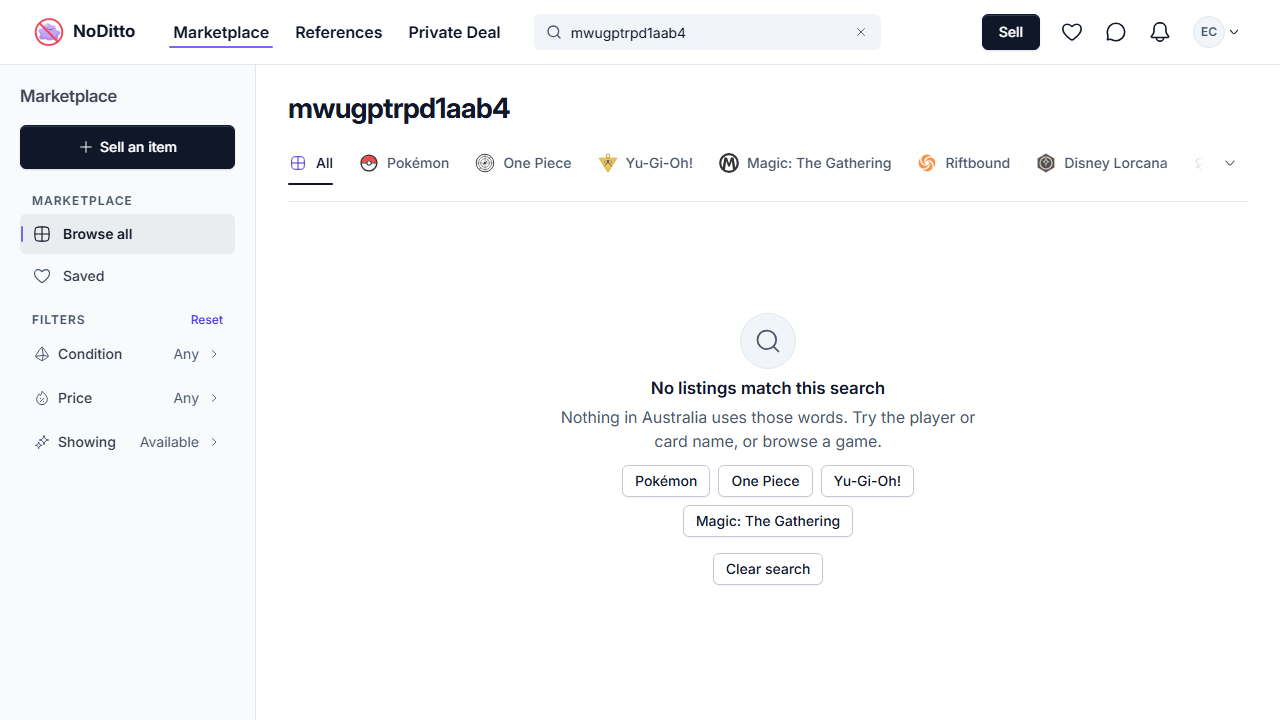 NoDitto
Marketplace
References
Private Deal
mwugptrpd1aab4
Sell
EC
Marketplace
Sell an item
MARKETPLACE
Browse all
Saved
FILTERS
Reset
Condition
Any
Price
Any
Showing
Available
mwugptrpd1aab4
All
Pokémon
One Piece
Yu-Gi-Oh!
Magic: The Gathering
Riftbound
Disney Lorcana
No listings match this search
Nothing in Australia uses those words. Try the player or
card name, or browse a game.
Pokémon
One Piece
Yu-Gi-Oh!
Magic: The Gathering
Clear search